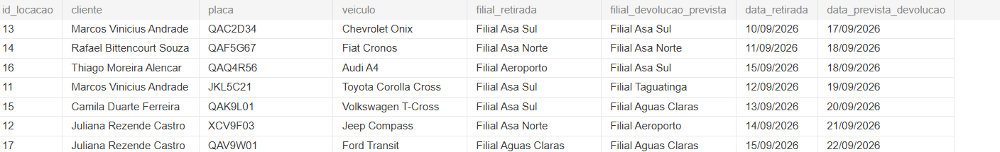 id_locacao cliente placa veiculo filial_retirada filial_devolucao_prevista data_retirada data_prevista_devolucao
13 Marcos Vinicius Andrade QAC2D34 Chevrolet Onix Filial Asa Sul Filial Asa Sul 10/09/2026 17/09/2026
14 Rafael Bittencourt Souza QAF5G67 Fiat Cronos Filial Asa Norte Filial Asa Norte 11/09/2026 18/09/2026
16 Thiago Moreira Alencar QAQ4R56 Audi A4 Filial Aeroporto Filial Asa Sul 15/09/2026 18/09/2026
11 Marcos Vinicius Andrade JKL5C21 Toyota Corolla Cross Filial Asa Sul Filial Taguatinga 12/09/2026 19/09/2026
15 Camila Duarte Ferreira QAK9L01 Volkswagen T-Cross Filial Asa Sul Filial Aguas Claras 13/09/2026 20/09/2026
12 Juliana Rezende Castro XCV9F03 Jeep Compass Filial Asa Norte Filial Aeroporto 14/09/2026 21/09/2026
17 Juliana Rezende Castro QAV9W01 Ford Transit Filial Aguas Claras Filial Aguas Claras 15/09/2026 22/09/2026